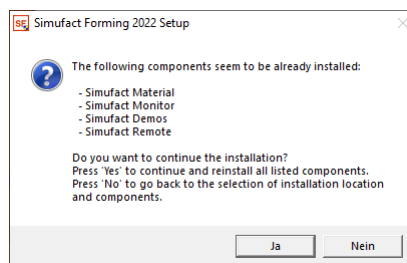 SF Simufact Forming 2022 Setup
The following components seem to be already installed:
- Simufact Material
- Simufact Monitor
- Simufact Demos
- Simufact Remote
Do you want to continue the installation?
Press 'Yes' to continue and reinstall all listed components.
Press 'No' to go back to the selection of installation location
and components.
Ja Nein